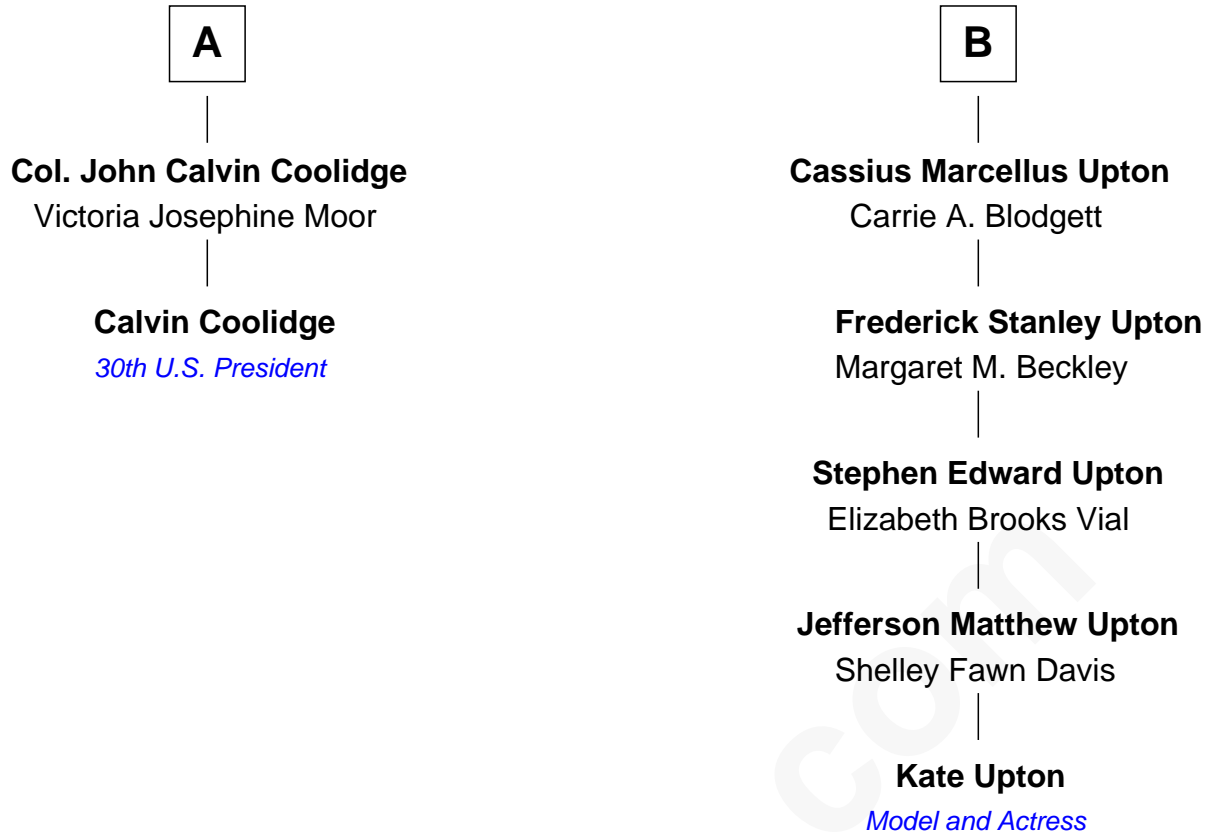 A
Col. John Calvin Coolidge
Victoria Josephine Moor
Calvin Coolidge
30th U.S. President
B
Cassius Marcellus Upton
Carrie A. Blodgett
Frederick Stanley Upton
Margaret M. Beckley
Stephen Edward Upton
Elizabeth Brooks Vial
Jefferson Matthew Upton
Shelley Fawn Davis
Kate Upton
Model and Actress
com